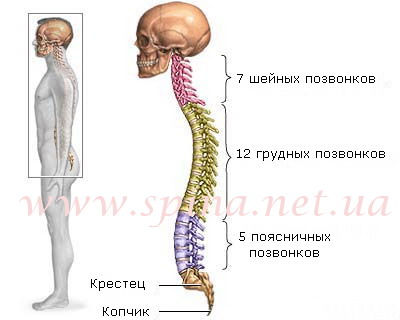 7 шейных позвонков
12 грудных позвонков
www.spina.net.ua
5 поясничных
позвонков
Крестец
Копчик